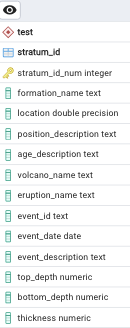 test
stratum_id
stratum_id_num integer
formation_name text
location double precision
position_description text
age_description text
volcano_name text
eruption_name text
event_id text
event_date date
event_description text
top_depth numeric
bottom_depth numeric
thickness numeric